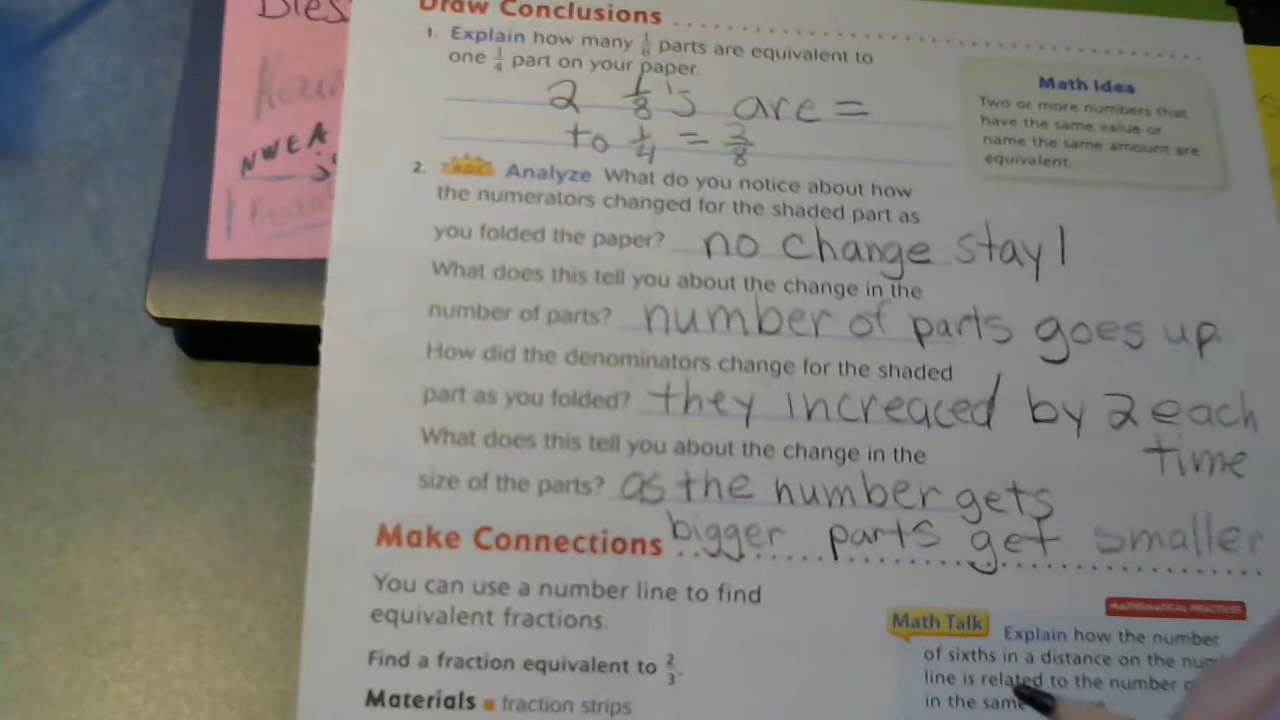 Draw Conclusions
1. Explain how many 1/8 parts are equivalent to
one 1/4 part on your paper.
2 1/8's are =
to 1/4 = 2/8
Math Idea
Two or more numbers that
have the same value or
name the same amount are
equivalent.
2. Analyze What do you notice about how
the numerators changed for the shaded part as
you folded the paper? no change stay 1
What does this tell you about the change in the
number of parts? number of parts goes up
How did the denominators change for the shaded
part as you folded? they increaced by 2 each
time
What does this tell you about the change in the
size of the parts? as the number gets
bigger parts get smaller
Make Connections
You can use a number line to find
equivalent fractions.
Find a fraction equivalent to 2/3.
Materials ■ fraction strips
MATHEMATICAL PRACTICES
Math Talk Explain how the number
of sixths in a distance on the
line is related to the number
in the same
NWEA